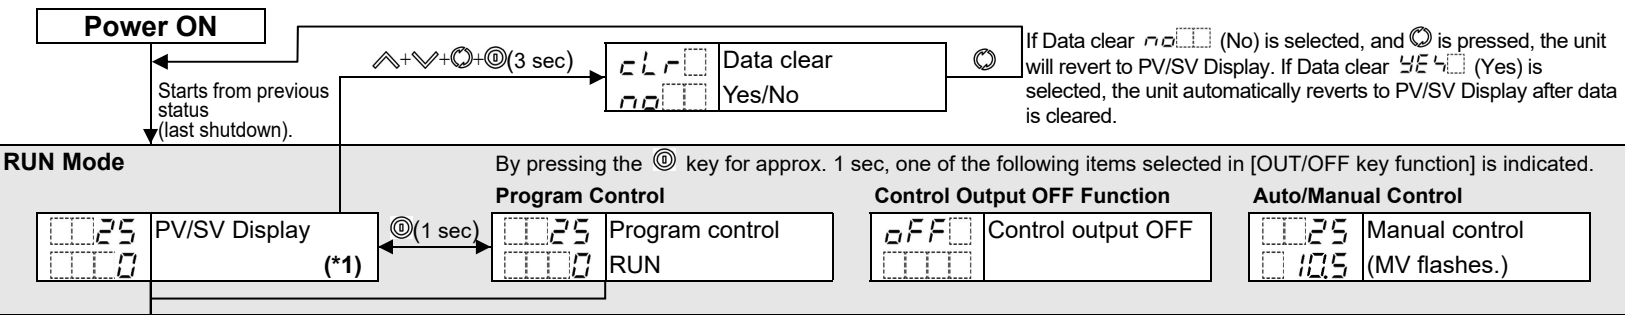 Power ON
Starts from previous
status
(last shutdown).
+ + + (3 sec)
cLr
no
Data clear
Yes/No
If Data clear no (No) is selected, and is pressed, the unit
will revert to PV/SV Display. If Data clear YES (Yes) is
selected, the unit automatically reverts to PV/SV Display after data
is cleared.
RUN Mode
By pressing the key for approx. 1 sec, one of the following items selected in [OUT/OFF key function] is indicated.
Program Control
Control Output OFF Function
Auto/Manual Control
25
0
PV/SV Display
(*1)
(1 sec)
25
0
Program control
RUN
oFF
Control output OFF
25
10.5
Manual control
(MV flashes.)